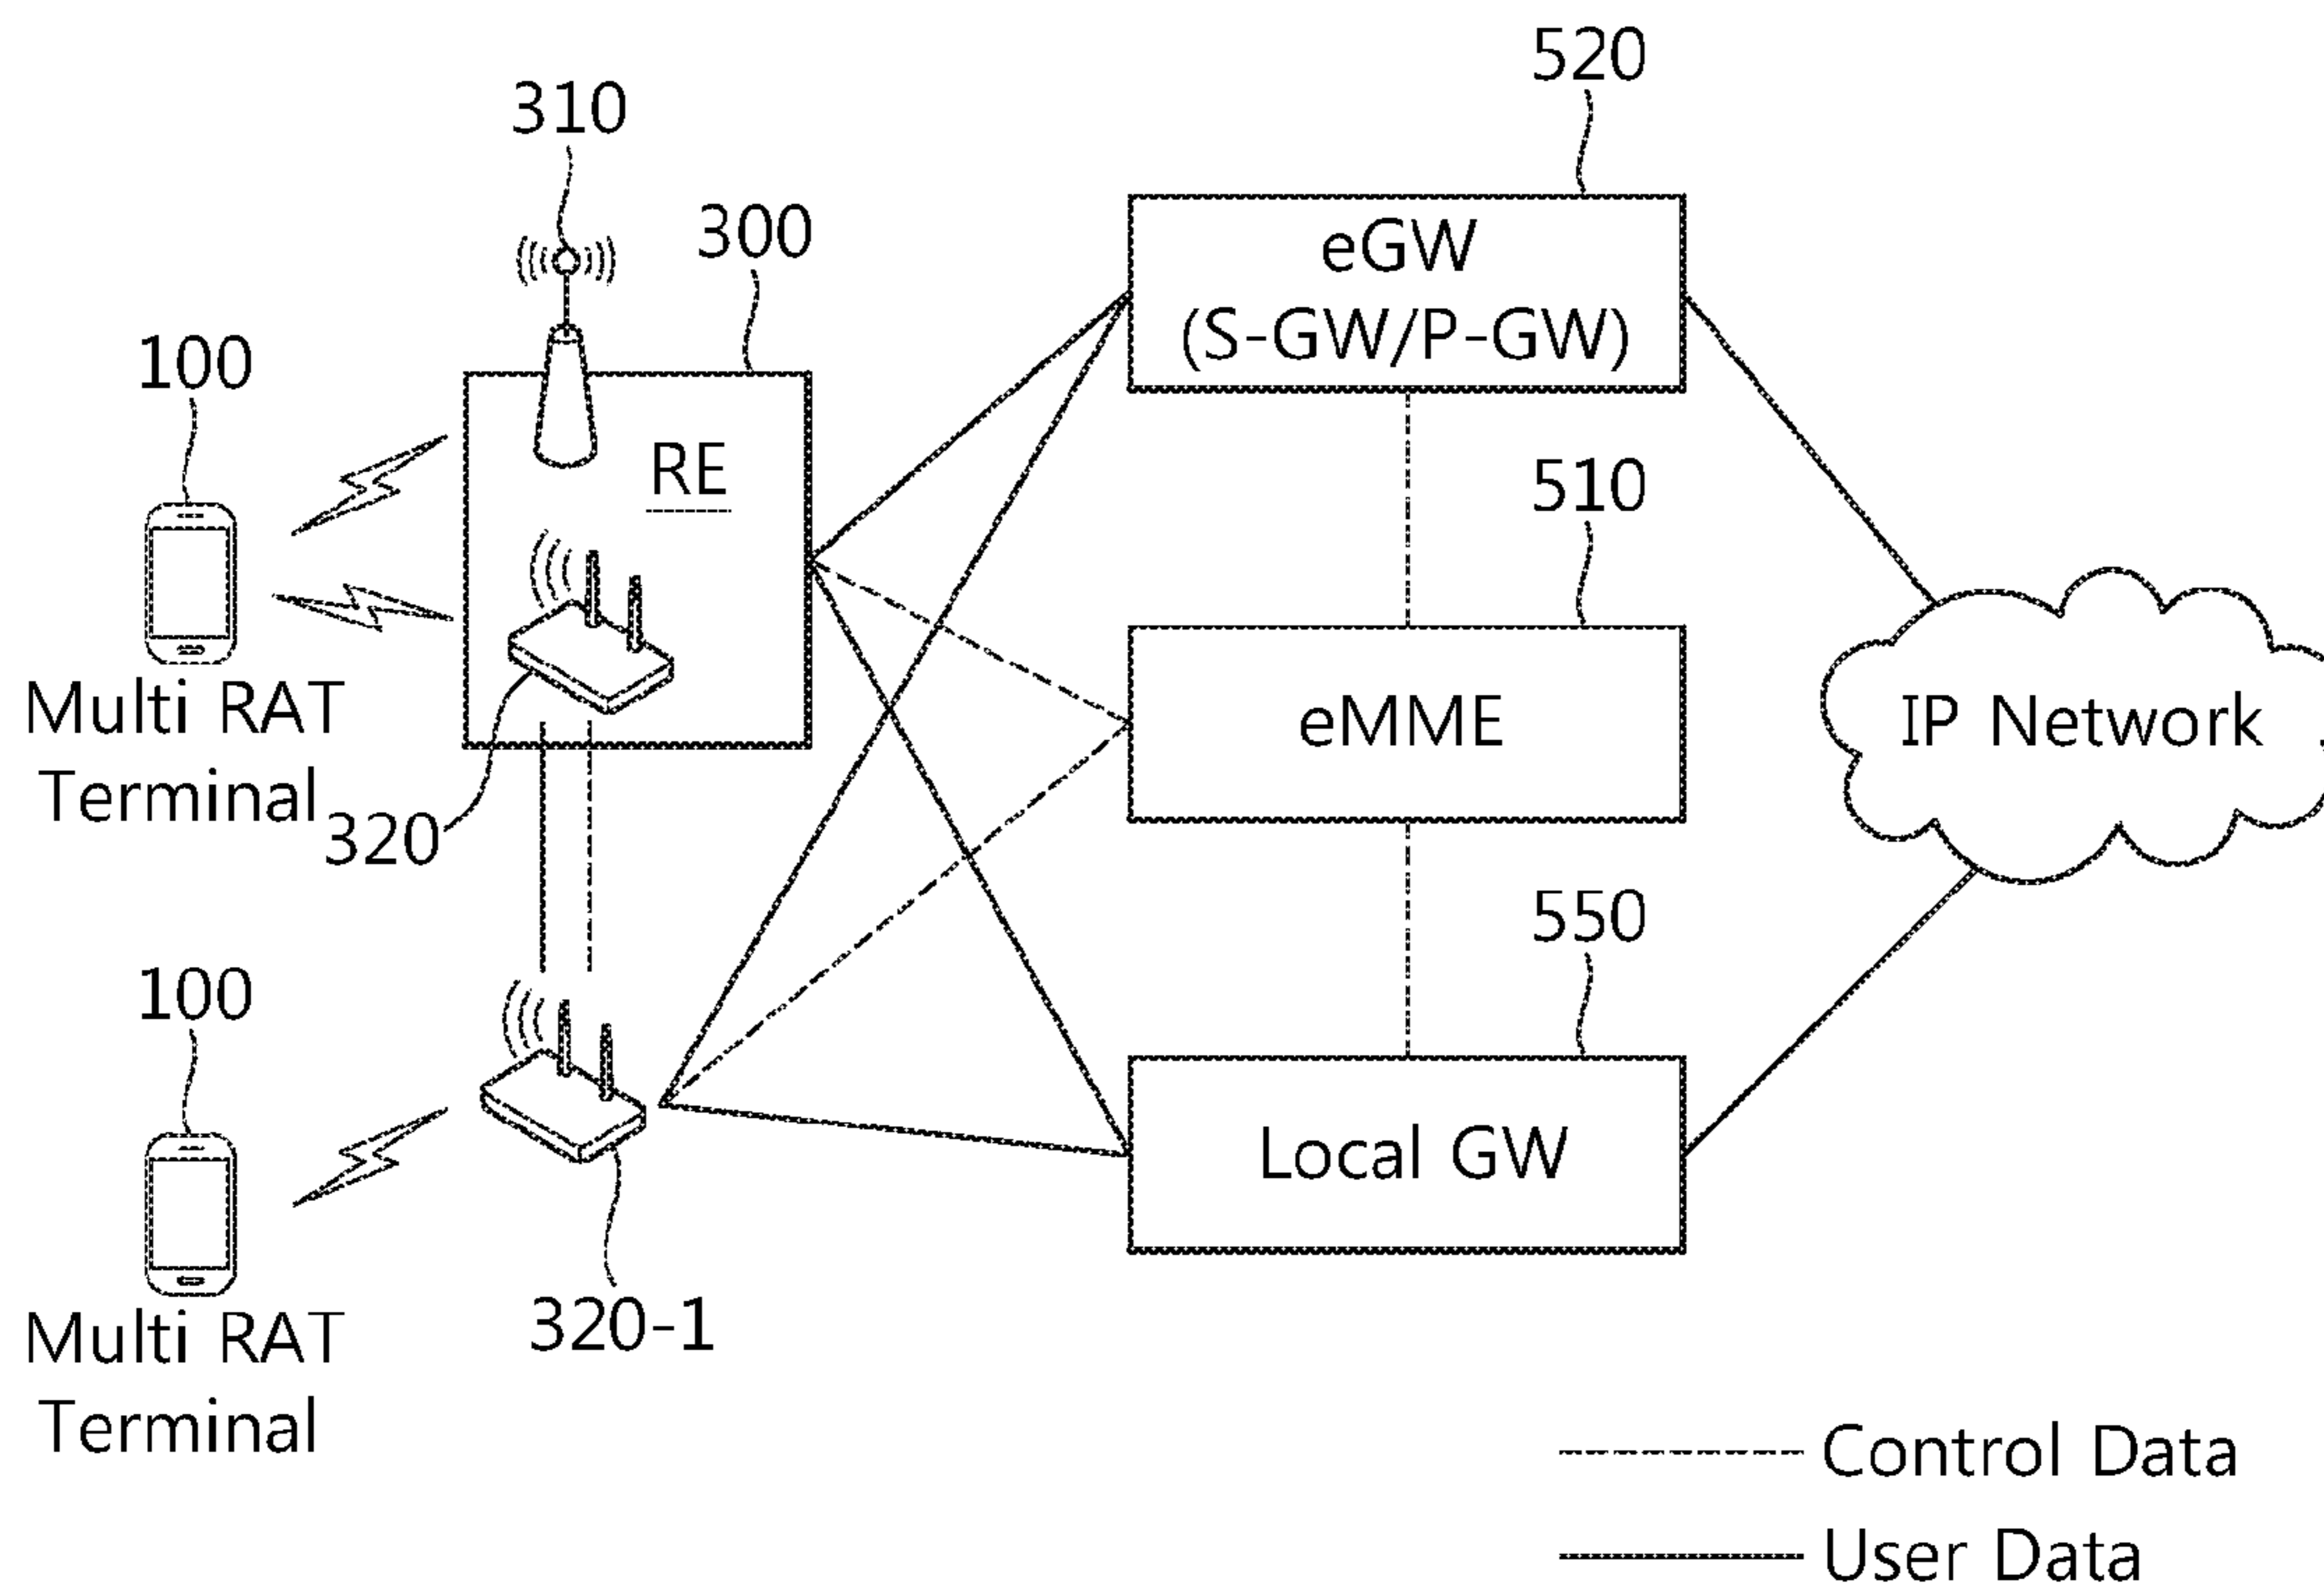 520
310
300
eGW
(S-GW/P-GW)
100
RE
510
Multi RAT
Terminal
320
eMME
IP Network
550
100
Local GW
320-1
Multi RAT
Terminal
Control Data
User Data